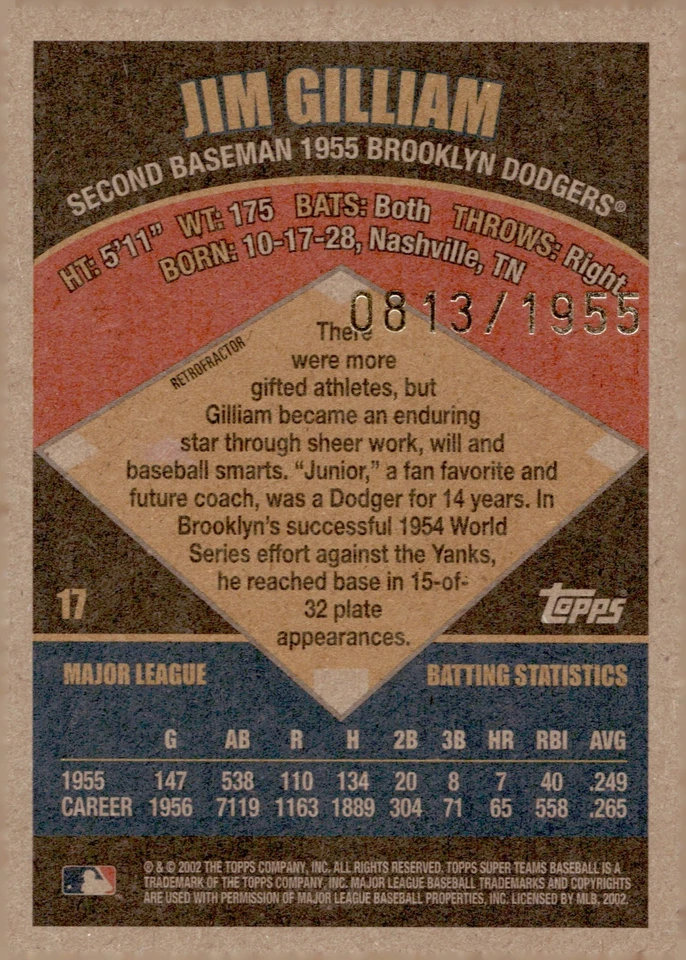 JIM GILLIAM
SECOND BASEMAN 1955 BROOKLYN DODGERS®
HT: 5'11" WT: 175 BATS: Both THROWS: Right
BORN: 10-17-28, Nashville, TN
0813/1955
RETROFRACTOR
There
were more
gifted athletes, but
Gilliam became an enduring
star through sheer work, will and
baseball smarts. “Junior,” a fan favorite and
future coach, was a Dodger for 14 years. In
Brooklyn's successful 1954 World
Series effort against the Yanks,
he reached base in 15-of-
32 plate
appearances.
17
topps
MAJOR LEAGUE BATTING STATISTICS
G AB R H 2B 3B HR RBI AVG
1955 147 538 110 134 20 8 7 40 .249
CAREER 1956 7119 1163 1889 304 71 65 558 .265
® & © 2002 THE TOPPS COMPANY, INC. ALL RIGHTS RESERVED. TOPPS SUPER TEAMS BASEBALL IS A
TRADEMARK OF THE TOPPS COMPANY, INC. MAJOR LEAGUE BASEBALL TRADEMARKS AND COPYRIGHTS
ARE USED WITH PERMISSION OF MAJOR LEAGUE BASEBALL PROPERTIES, INC. LICENSED BY MLB, 2002.